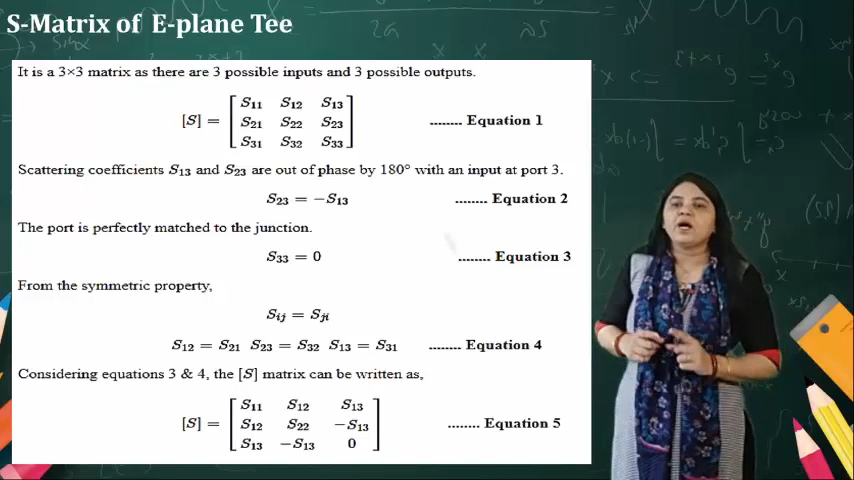 S-Matrix of E-plane Tee
It is a 3×3 matrix as there are 3 possible inputs and 3 possible outputs.
[S] = [ S11 S12 S13 ........ Equation 1
S21 S22 S23
S31 S32 S33 ]
Scattering coefficients S13 and S23 are out of phase by 180° with an input at port 3.
S23 = −S13 ........ Equation 2
The port is perfectly matched to the junction.
S33 = 0 ........ Equation 3
From the symmetric property,
Sij = Sji
S12 = S21 S23 = S32 S13 = S31 ........ Equation 4
Considering equations 3 & 4, the [S] matrix can be written as,
[S] = [ S11 S12 S13 ........ Equation 5
S12 S22 −S13
S13 −S13 0 ]